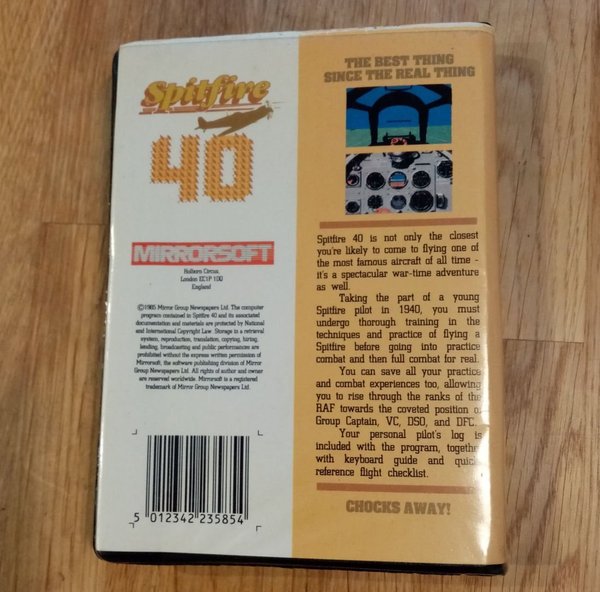 Spitfire
40
MIRRORSOFT
Holborn Circus,
London EC1P 1DQ
England
©1985 Mirror Group Newspapers Ltd. The computer
program contained in Spitfire 40 and its associated
documentation and materials are protected by National
and International Copyright Law. Storage in a retrieval
system, reproduction, translation, copying, hiring,
lending, broadcasting and public performances are
prohibited without the express written permission of
Mirrorsoft, the software publishing division of Mirror
Group Newspapers Ltd. All rights of author and owner
are reserved worldwide. Mirrorsoft is a registered
trademark of Mirror Group Newspapers Ltd.
5 012342 235854
THE BEST THING
SINCE THE REAL THING
Spitfire 40 is not only the closest
you're likely to come to flying one of
the most famous aircraft of all time -
it's a spectacular war-time adventure
as well.
Taking the part of a young
Spitfire pilot in 1940, you must
undergo thorough training in the
techniques and practice of flying a
Spitfire before going into practice
combat and then full combat for real.
You can save all your practice
and combat experiences too, allowing
you to rise through the ranks of the
RAF towards the coveted position of
Group Captain, VC, DSO, and DFC.
Your personal pilot's log is
included with the program, together
with keyboard guide and quick
reference flight checklist.
CHOCKS AWAY!